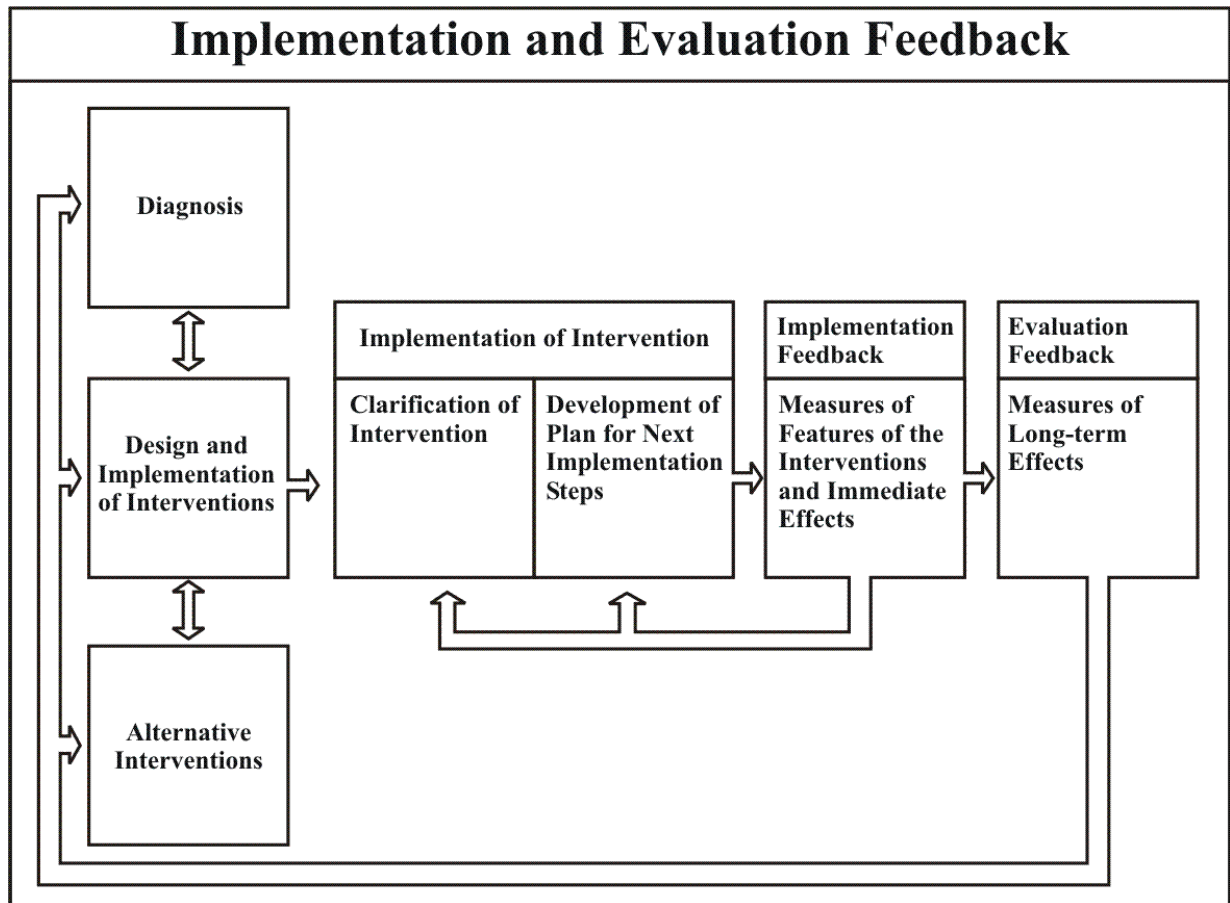 Implementation and Evaluation Feedback
Diagnosis
Design and
Implementation
of Interventions
Alternative
Interventions
Implementation of Intervention
Clarification of
Intervention
Development of
Plan for Next
Implementation
Steps
Implementation
Feedback
Measures of
Features of the
Interventions
and Immediate
Effects
Evaluation
Feedback
Measures of
Long-term
Effects